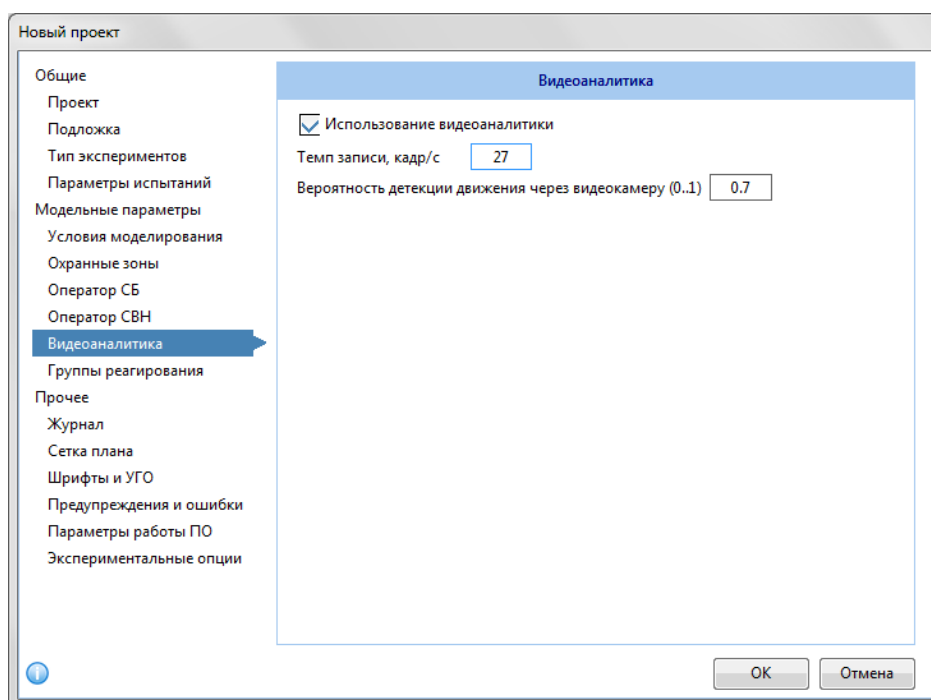 Новый проект
Общие
Проект
Подложка
Тип экспериментов
Параметры испытаний
Модельные параметры
Условия моделирования
Охранные зоны
Оператор СБ
Оператор СВН
Видеоаналитика
Группы реагирования
Прочее
Журнал
Сетка плана
Шрифты и УГО
Предупреждения и ошибки
Параметры работы ПО
Экспериментальные опции
Видеоаналитика
Использование видеоаналитики
Темп записи, кадр/с 27
Вероятность детекции движения через видеокамеру (0..1) 0.7
OK Отмена